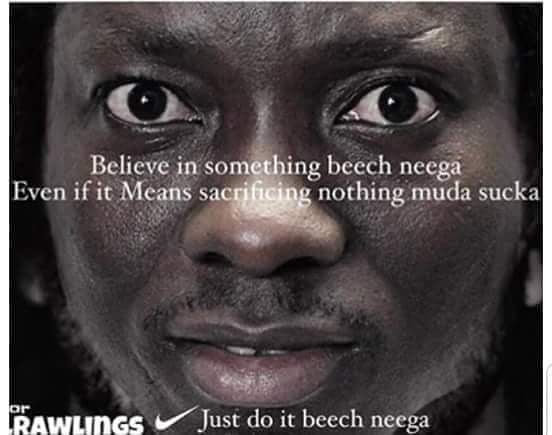 Believe in something beech neega
Even if it Means sacrificing nothing muda sucka
or
RAWLINGS
Just do it beech neega